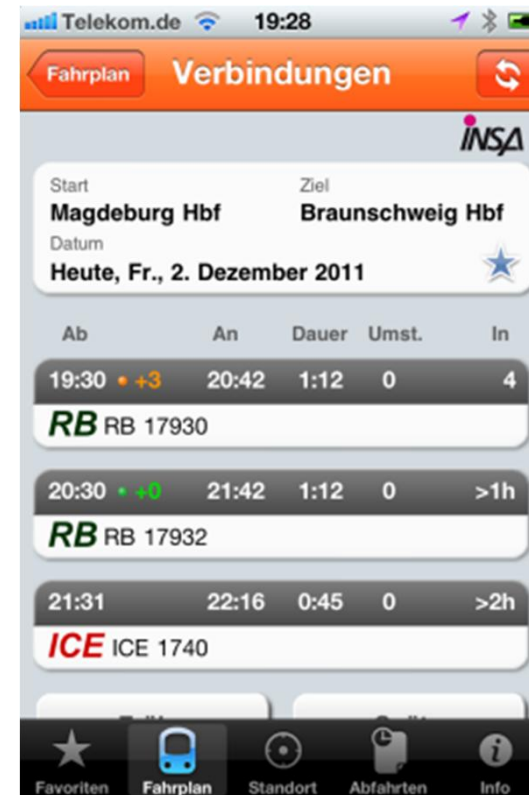 Telekom.de 19:28
Fahrplan Verbindungen
INSA
Start Ziel
Magdeburg Hbf Braunschweig Hbf
Datum
Heute, Fr., 2. Dezember 2011
Ab An Dauer Umst. In
19:30 +3 20:42 1:12 0 4
RB RB 17930
20:30 +0 21:42 1:12 0 >1h
RB RB 17932
21:31 22:16 0:45 0 >2h
ICE ICE 1740
Favoriten Fahrplan Standort Abfahrten Info